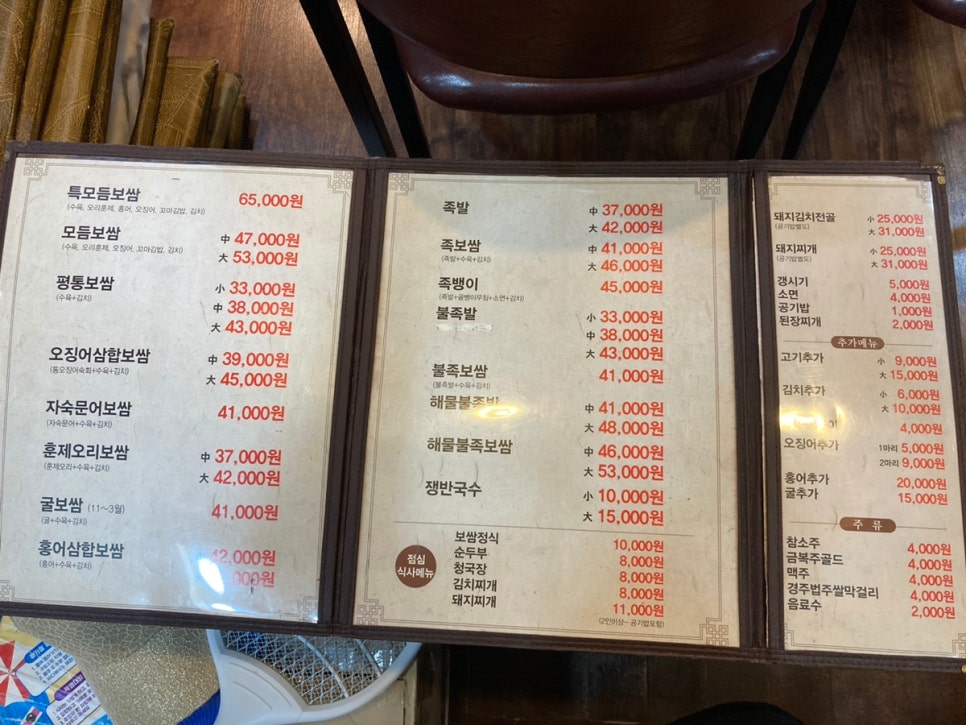 특모듬보쌈 65,000원
(수육, 오리훈제, 홍어, 오징어, 꼬마김밥, 김치)
모듬보쌈 中 47,000원
(수육, 오리훈제, 오징어, 꼬마김밥, 김치)
大 53,000원
평통보쌈 小 33,000원
(수육+김치)
中 38,000원
大 43,000원
오징어삼합보쌈 中 39,000원
(통오징어숙회+수육+김치)
大 45,000원
자숙문어보쌈 41,000원
(자숙문어+수육+김치)
훈제오리보쌈 中 37,000원
(훈제오리+수육+김치)
大 42,000원
굴보쌈 (11~3월) 41,000원
(굴+수육+김치)
홍어삼합보쌈 42,000원
(홍어+수육+김치)
,000원
족발 中 37,000원
大 42,000원
족보쌈 中 41,000원
(족발+수육+김치)
大 46,000원
족뱅이 45,000원
(족발+골뱅이무침+소면+김치)
불족발 小 33,000원
中 38,000원
大 43,000원
불족보쌈 41,000원
(불족발+수육+김치)
해물불족발 中 41,000원
大 48,000원
해물불족보쌈 中 46,000원
大 53,000원
쟁반국수 小 10,000원
大 15,000원
점심
식사메뉴
보쌈정식 10,000원
순두부 8,000원
청국장 8,000원
김치찌개 8,000원
돼지찌개 11,000원
(2인이상~ 공기밥포함)
돼지김치전골 小 25,000원
(공기밥별도)
大 31,000원
돼지찌개 小 25,000원
(공기밥별도)
大 31,000원
갱시기 5,000원
소면 4,000원
공기밥 1,000원
된장찌개 2,000원
추가메뉴
고기추가 小 9,000원
大 15,000원
김치추가 小 6,000원
大 10,000원
4,000원
오징어추가 1마리 5,000원
2마리 9,000원
홍어추가 20,000원
굴추가 15,000원
주 류
참소주 4,000원
금복주골드 4,000원
맥주 4,000원
경주법주쌀막걸리 4,000원
음료수 2,000원